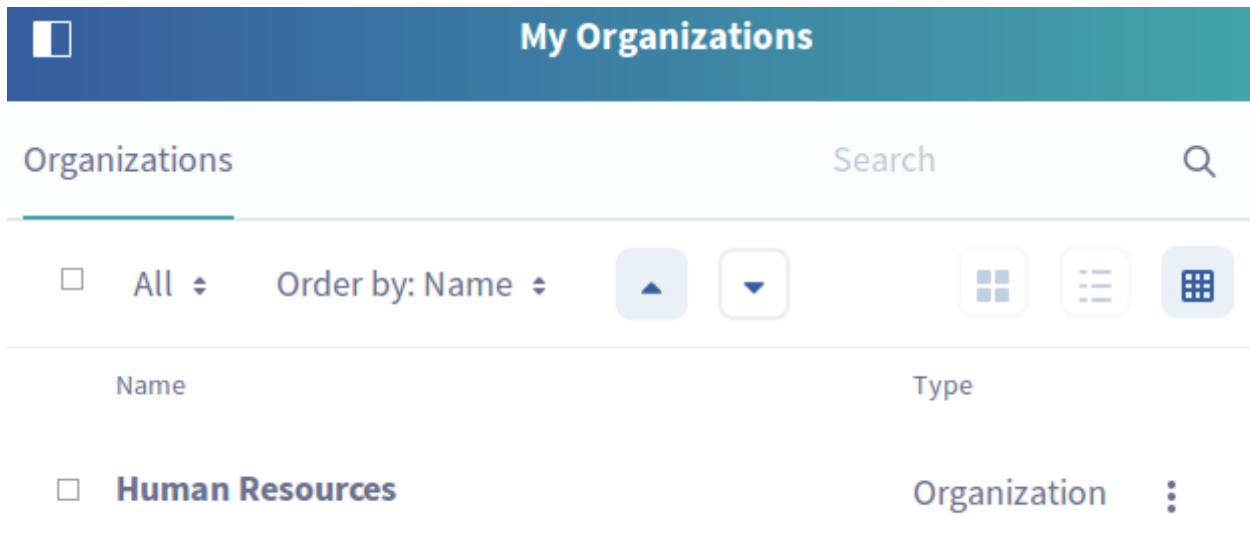 My Organizations
Organizations Search
All Order by: Name
Name Type
Human Resources Organization